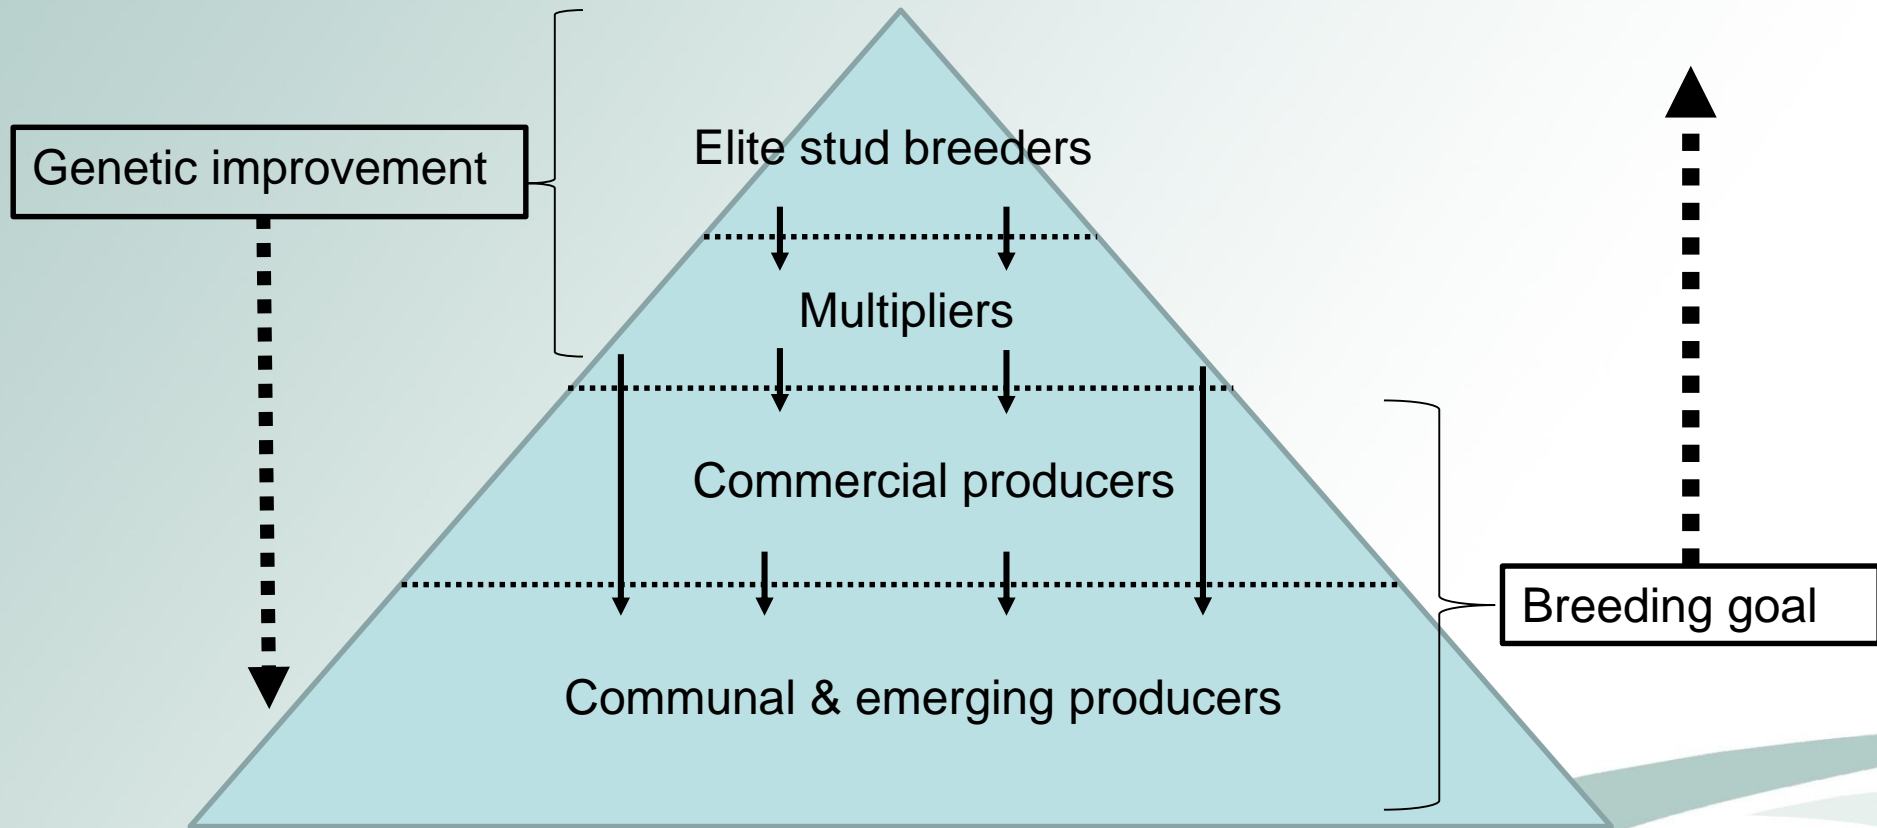 Elite stud breeders
Genetic improvement
Multipliers
Commercial producers
Breeding goal
Communal & emerging producers